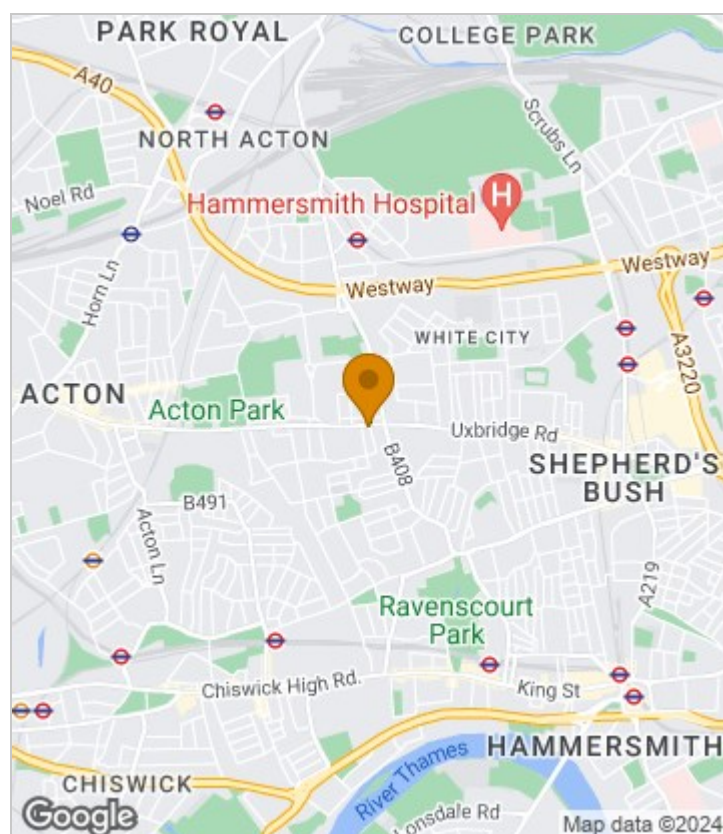 PARK ROYAL
COLLEGE PARK
A40
Scrubs Ln
NORTH ACTON
Noel Rd
Hammersmith Hospital
H
Horn Ln
Westway
Westway
WHITE CITY
A3220
ACTON
Acton Park
Uxbridge Rd
B408
SHEPHERD'S
BUSH
B491
Acton Ln
A219
Ravenscourt
Park
Chiswick High Rd.
King St
HAMMERSMITH
CHISWICK
River Thames
Lonsdale Rd
Google
Map data ©2024